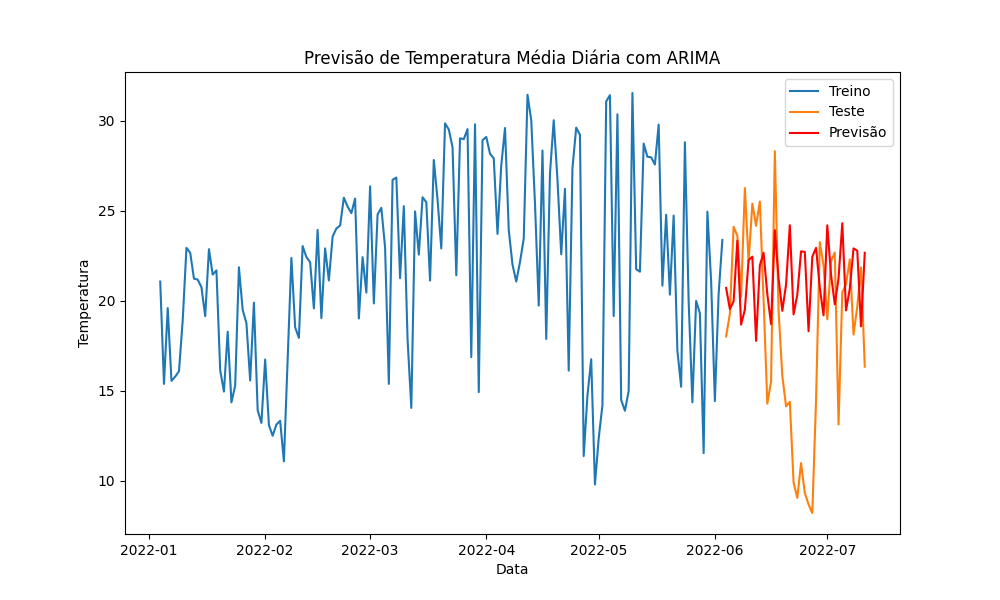 Previsão de Temperatura Média Diária com ARIMA
Treino
Teste
Previsão
Temperatura
30
25
20
15
10
2022-01 2022-02 2022-03 2022-04 2022-05 2022-06 2022-07
Data